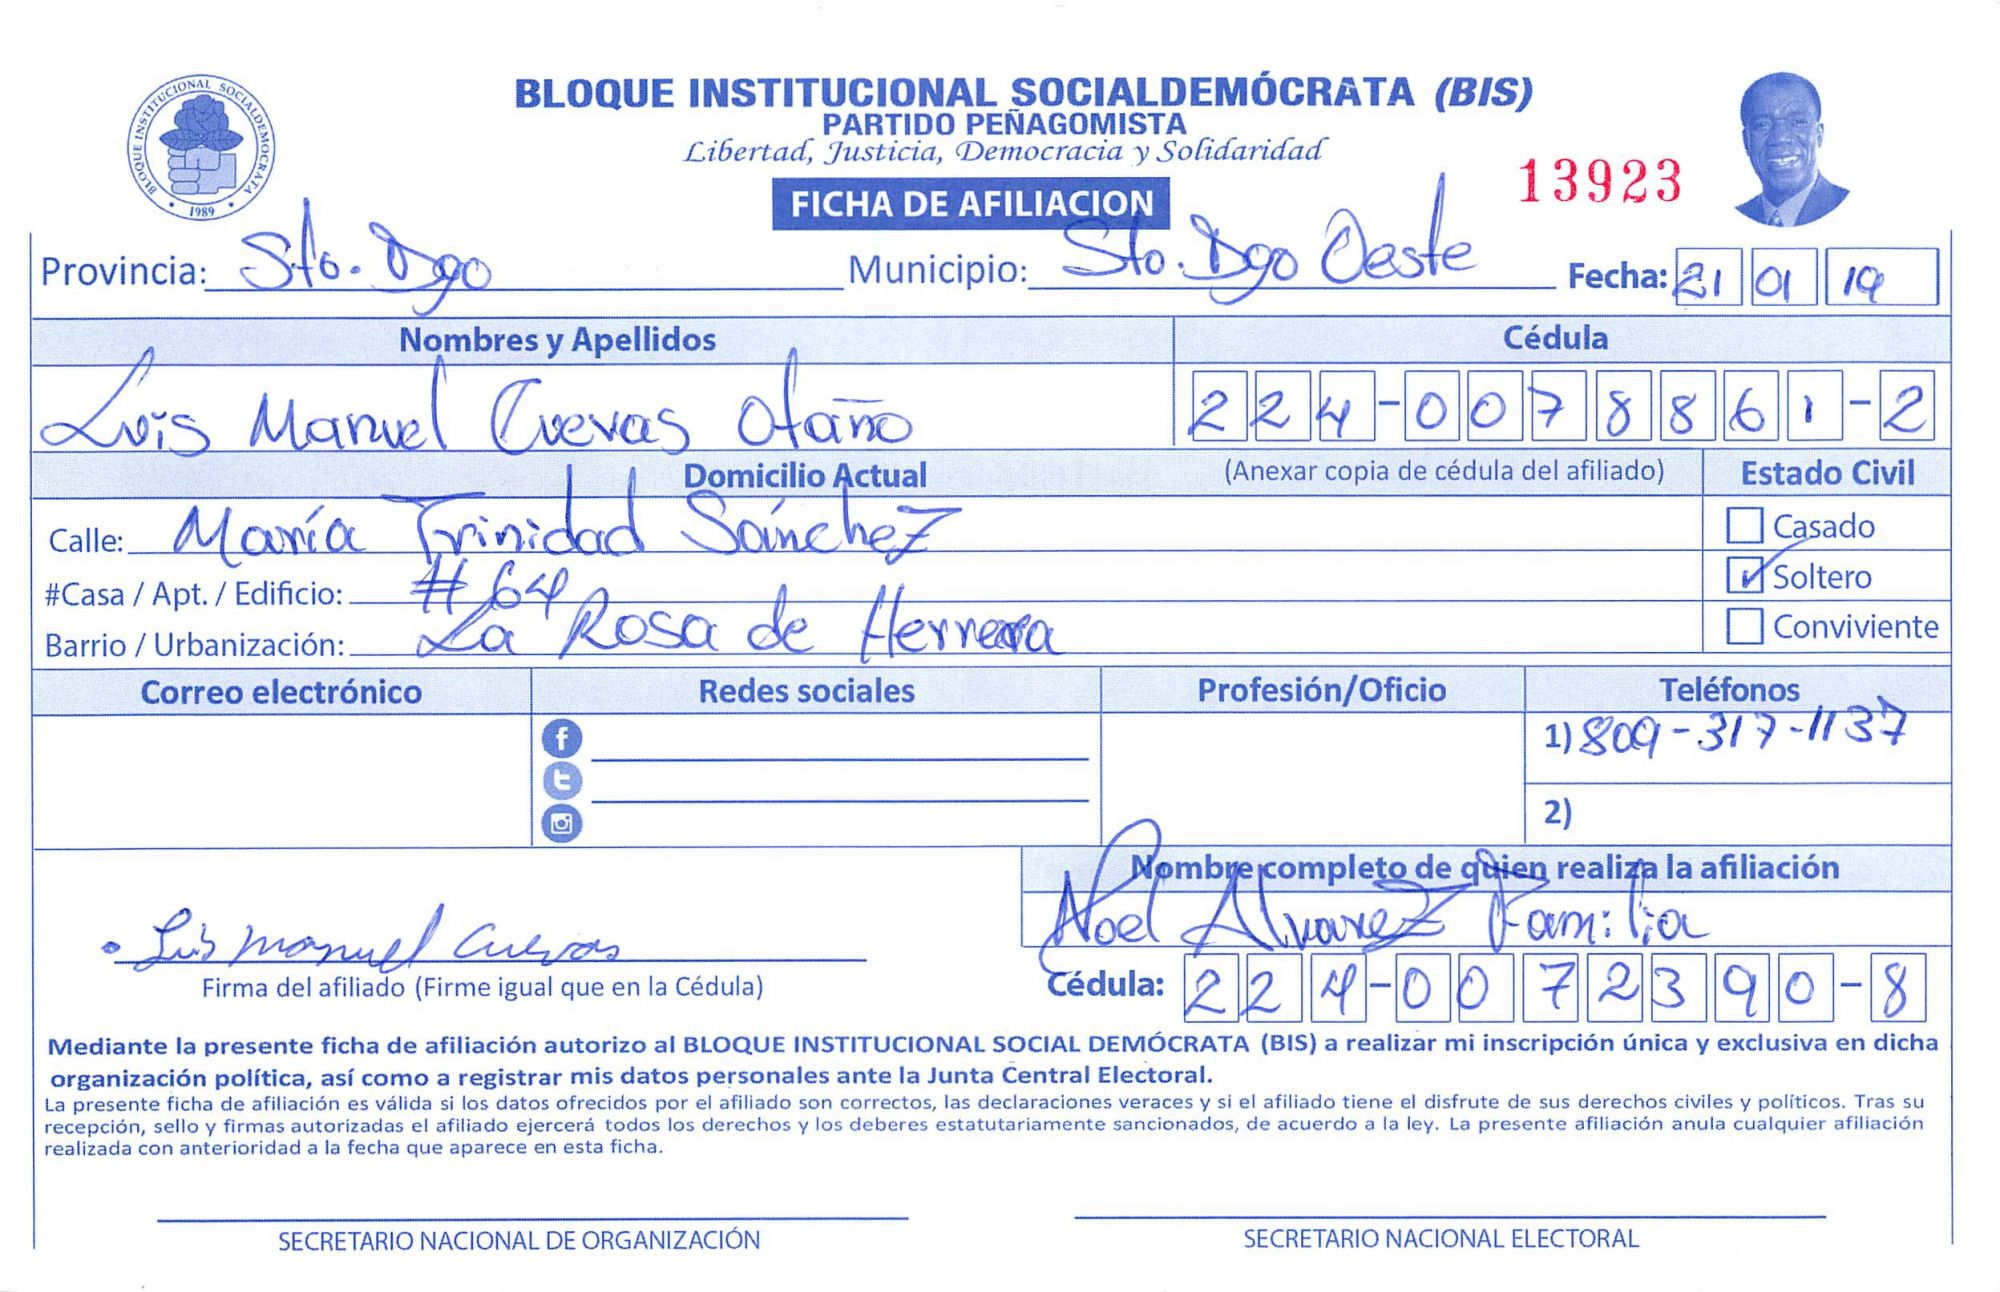 BLOQUE INSTITUCIONAL SOCIALDEMÓCRATA (BIS)
PARTIDO PEÑAGOMISTA
Libertad, Justicia, Democracia y Solidaridad
BLOQUE INSTITUCIONAL SOCIALDEMOCRATA
1989
13923
FICHA DE AFILIACION
Provincia: Sto. Dgo Municipio: Sto. Dgo Oeste Fecha: 21 01 19
Nombres y Apellidos Cédula
Luis Manuel Cuevas Otaño 224-0078861-2
Domicilio Actual (Anexar copia de cédula del afiliado) Estado Civil
Calle: María Trinidad Sánchez Casado
#Casa / Apt. / Edificio: #64 Soltero
Barrio / Urbanización: La Rosa de Herrera Conviviente
Correo electrónico Redes sociales Profesión/Oficio Teléfonos
1) 809-317-1137
2)
Nombre completo de quien realiza la afiliación
Noel Alvarez Familia
Luis Manuel Cuevas
Firma del afiliado (Firme igual que en la Cédula) Cédula: 224-0072390-8
Mediante la presente ficha de afiliación autorizo al BLOQUE INSTITUCIONAL SOCIAL DEMÓCRATA (BIS) a realizar mi inscripción única y exclusiva en dicha
organización política, así como a registrar mis datos personales ante la Junta Central Electoral.
La presente ficha de afiliación es válida si los datos ofrecidos por el afiliado son correctos, las declaraciones veraces y si el afiliado tiene el disfrute de sus derechos civiles y políticos. Tras su
recepción, sello y firmas autorizadas el afiliado ejercerá todos los derechos y los deberes estatutariamente sancionados, de acuerdo a la ley. La presente afiliación anula cualquier afiliación
realizada con anterioridad a la fecha que aparece en esta ficha.
SECRETARIO NACIONAL DE ORGANIZACIÓN SECRETARIO NACIONAL ELECTORAL